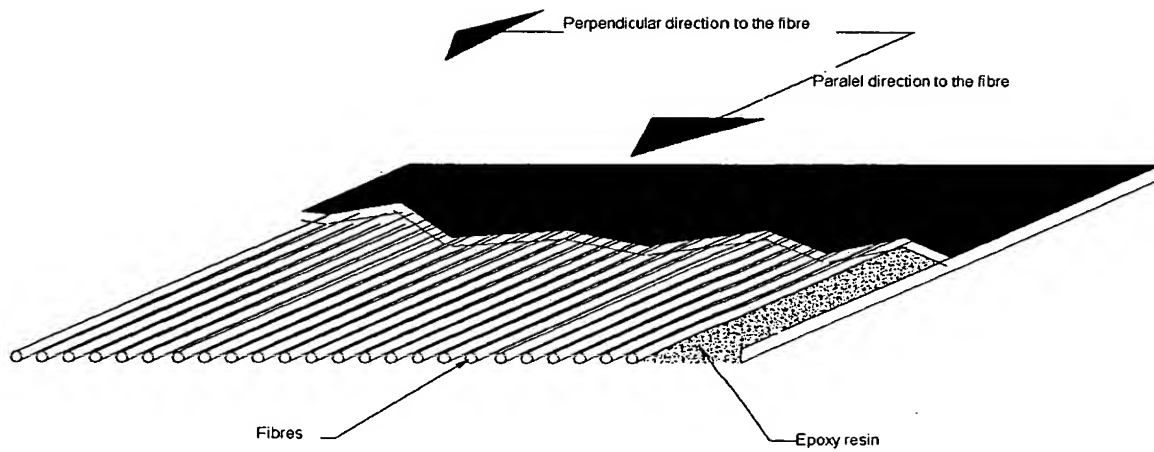 Perpendicular direction to the fibre
Paralel direction to the fibre
Fibres
Epoxy resin